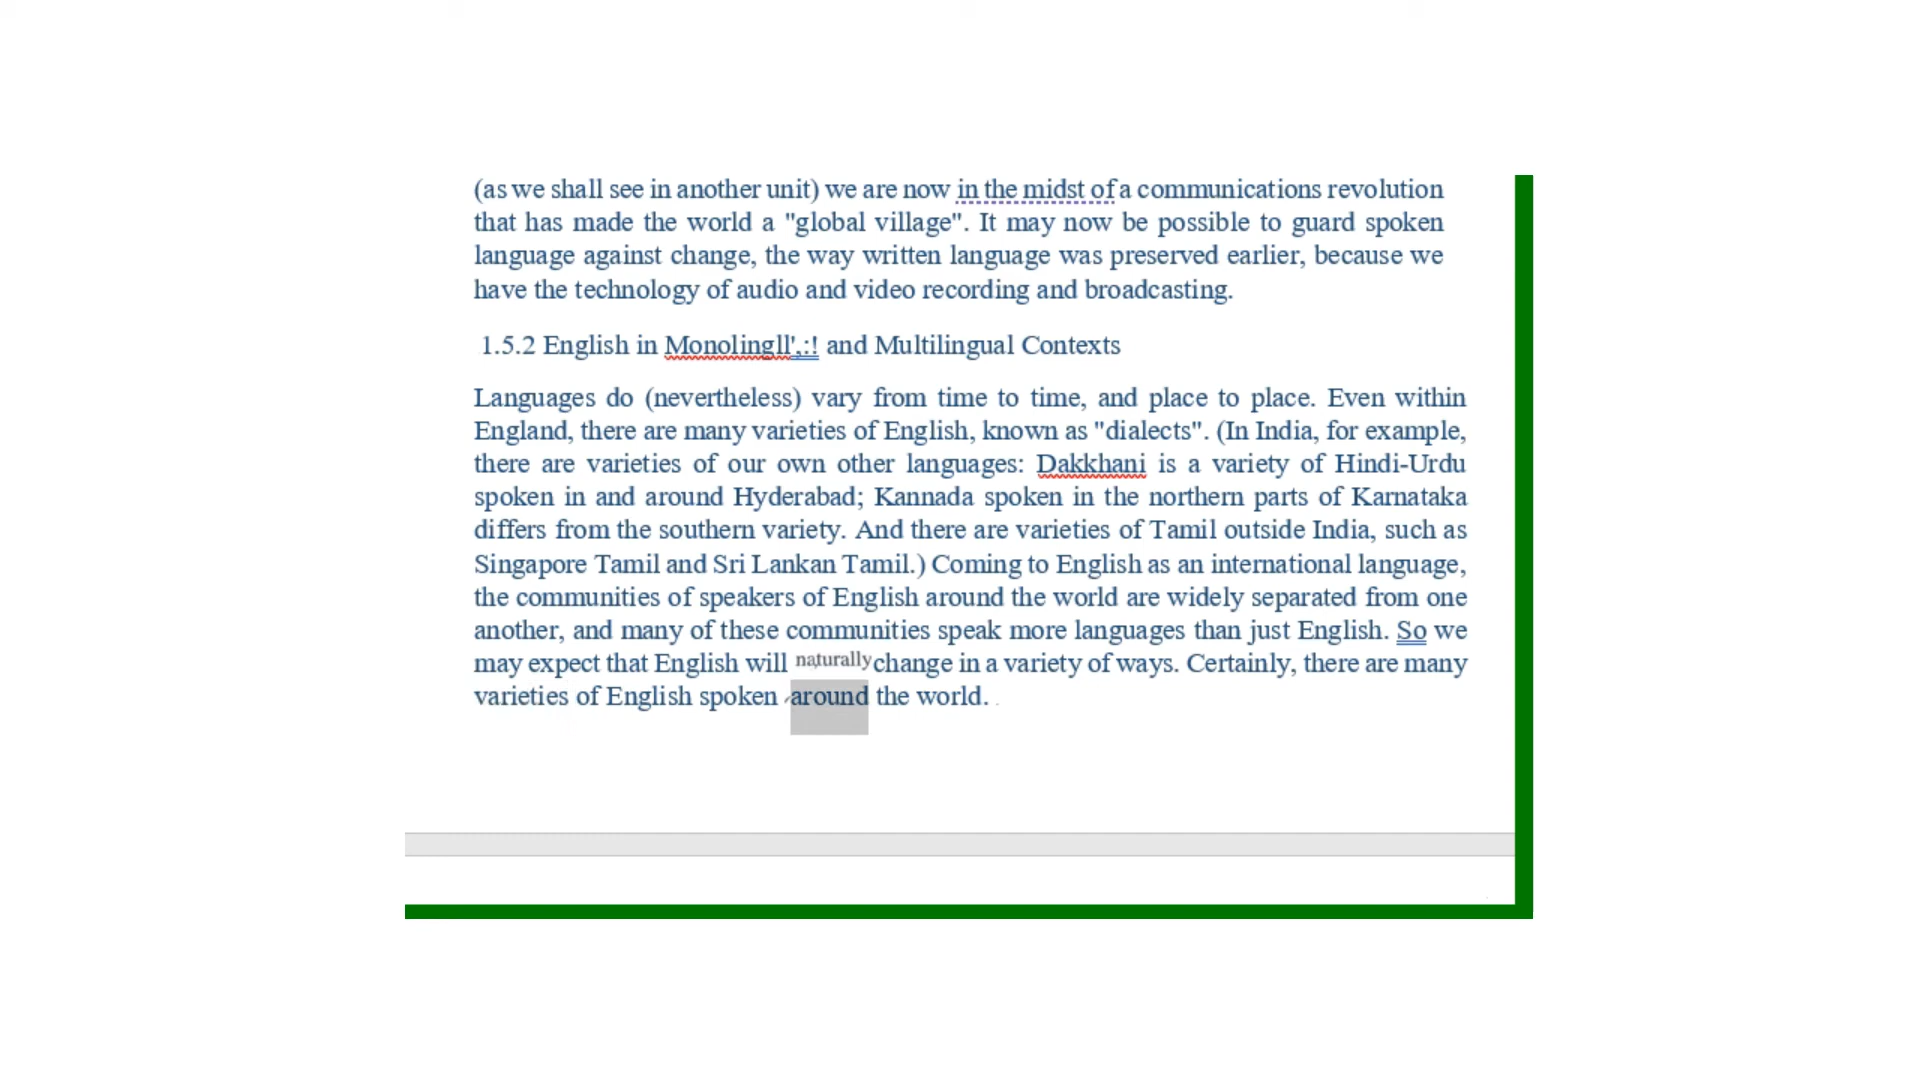 (as we shall see in another unit) we are now in the midst of a communications revolution
that has made the world a "global village". It may now be possible to guard spoken
language against change, the way written language was preserved earlier, because we
have the technology of audio and video recording and broadcasting.
1.5.2 English in Monolingll',:! and Multilingual Contexts
Languages do (nevertheless) vary from time to time, and place to place. Even within
England, there are many varieties of English, known as "dialects". (In India, for example,
there are varieties of our own other languages: Dakkhani is a variety of Hindi-Urdu
spoken in and around Hyderabad; Kannada spoken in the northern parts of Karnataka
differs from the southern variety. And there are varieties of Tamil outside India, such as
Singapore Tamil and Sri Lankan Tamil.) Coming to English as an international language,
the communities of speakers of English around the world are widely separated from one
another, and many of these communities speak more languages than just English. So we
may expect that English will naturally change in a variety of ways. Certainly, there are many
varieties of English spoken around the world.